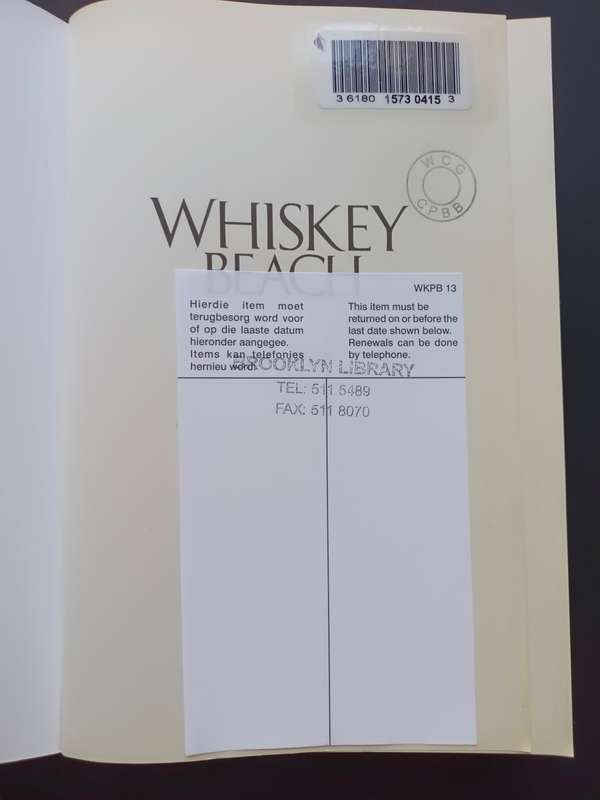 3 6180 1573 0415 3
WCG
CPBB
WHISKEY
BEACH
WKPB 13
Hierdie item moet
terugbesorg word voor
of op die laaste datum
hieronder aangegee.
Items kan telefonies
hernieu word.
This item must be
returned on or before the
last date shown below.
Renewals can be done
by telephone.
BROOKLYN LIBRARY
TEL: 511 5489
FAX: 511 8070